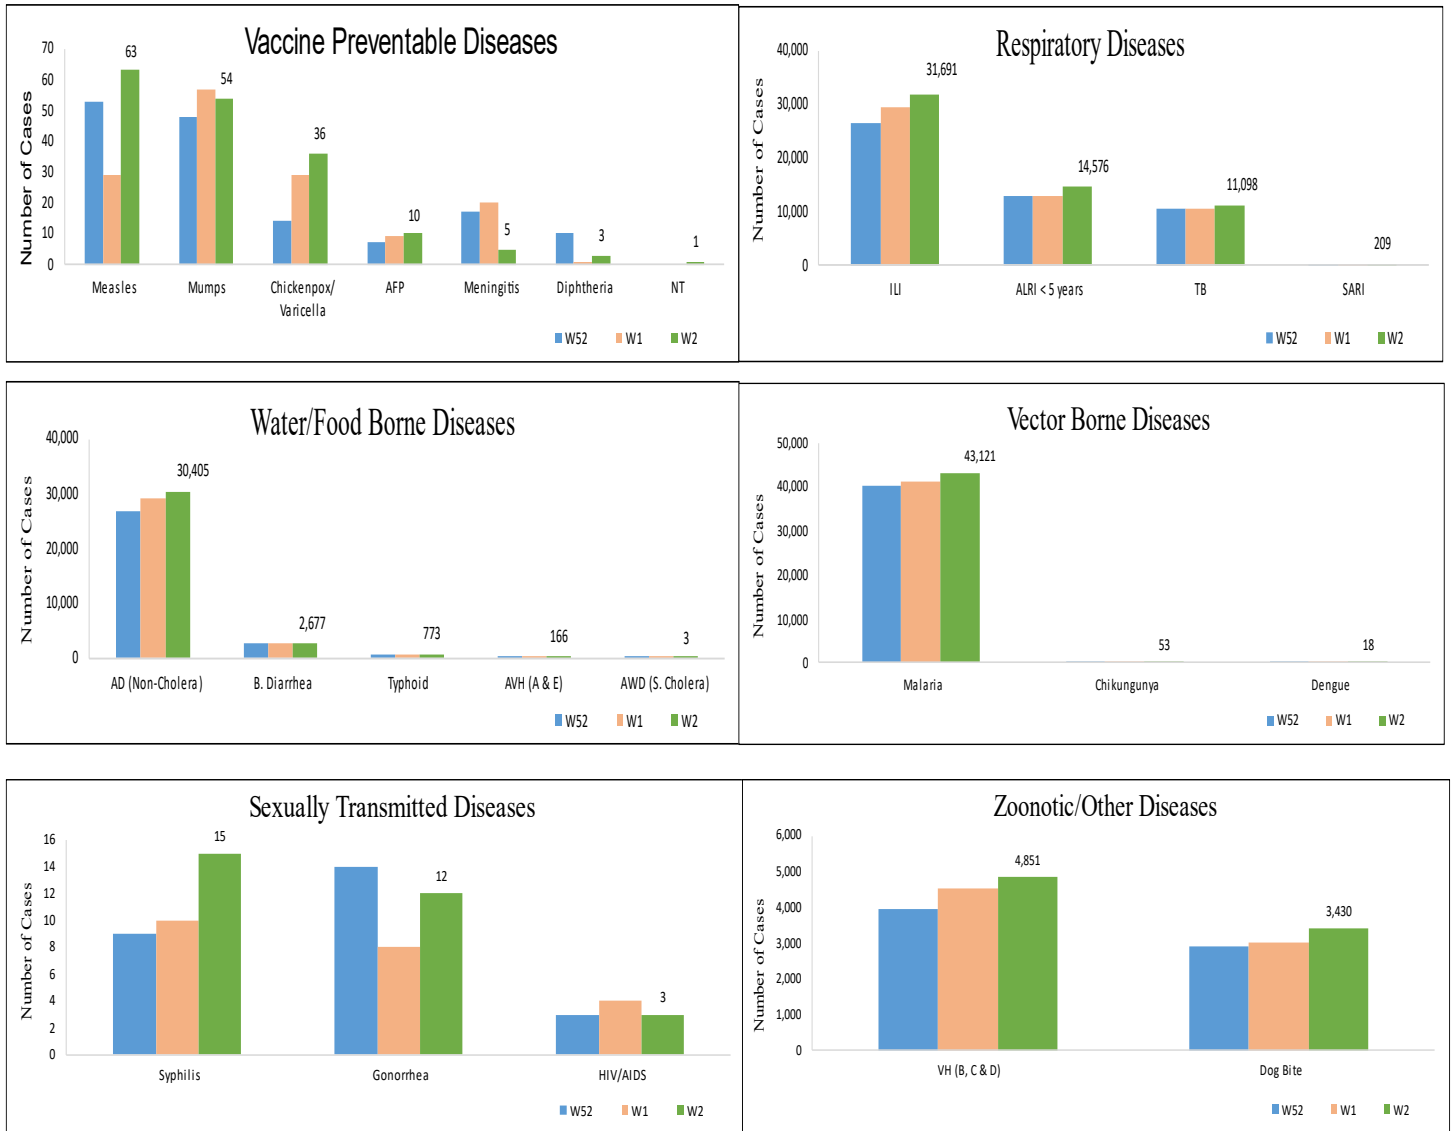 Vaccine Preventable Diseases
Number of Cases
70
60
50
40
30
20
10
0
63
54
36
10
5
3
1
Measles
Mumps
Chickenpox/
Varicella
AFP
Meningitis
Diphtheria
NT
W52 W1 W2
Respiratory Diseases
Number of Cases
40,000
30,000
20,000
10,000
0
31,691
14,576
11,098
209
ILI
ALRI < 5 years
TB
SARI
W52 W1 W2
Water/Food Borne Diseases
Number of Cases
40,000
30,000
20,000
10,000
0
30,405
2,677
773
166
3
AD (Non-Cholera)
B. Diarrhea
Typhoid
AVH (A & E)
AWD (S. Cholera)
W52 W1 W2
Vector Borne Diseases
Number of Cases
50,000
40,000
30,000
20,000
10,000
0
43,121
53
18
Malaria
Chikungunya
Dengue
W52 W1 W2
Sexually Transmitted Diseases
Number of Cases
16
14
12
10
8
6
4
2
0
15
12
3
Syphilis
Gonorrhea
HIV/AIDS
W52 W1 W2
Zoonotic/Other Diseases
Number of Cases
6,000
5,000
4,000
3,000
2,000
1,000
0
4,851
3,430
VH (B, C & D)
Dog Bite
W52 W1 W2